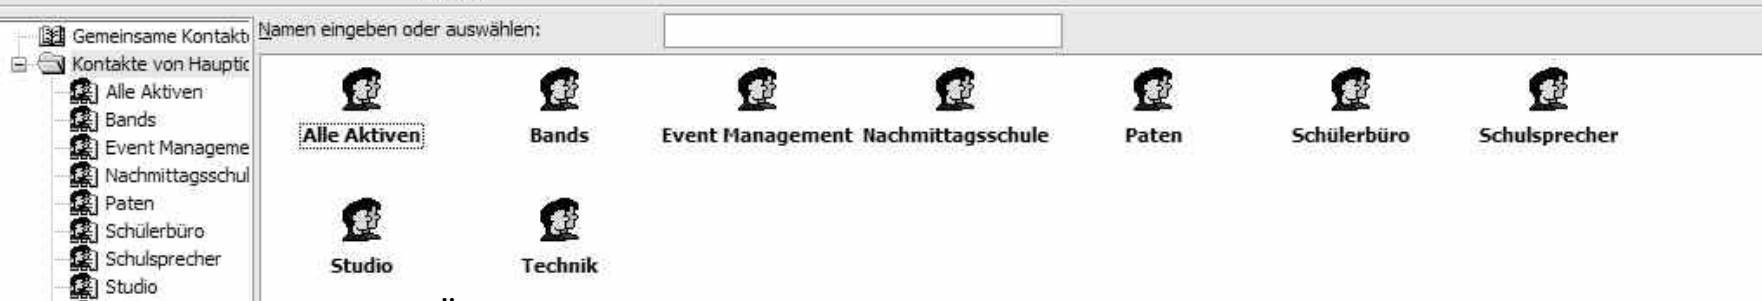 Gemeinsame Kontakt
Kontakte von Haupt
Alle Aktiven
Bands
Event Manageme
Nachmittagsschul
Paten
Schülerbüro
Schulsprecher
Studio
Namen eingeben oder auswählen:
Alle Aktiven Bands Event Management Nachmittagsschule Paten Schülerbüro Schulsprecher
Studio Technik